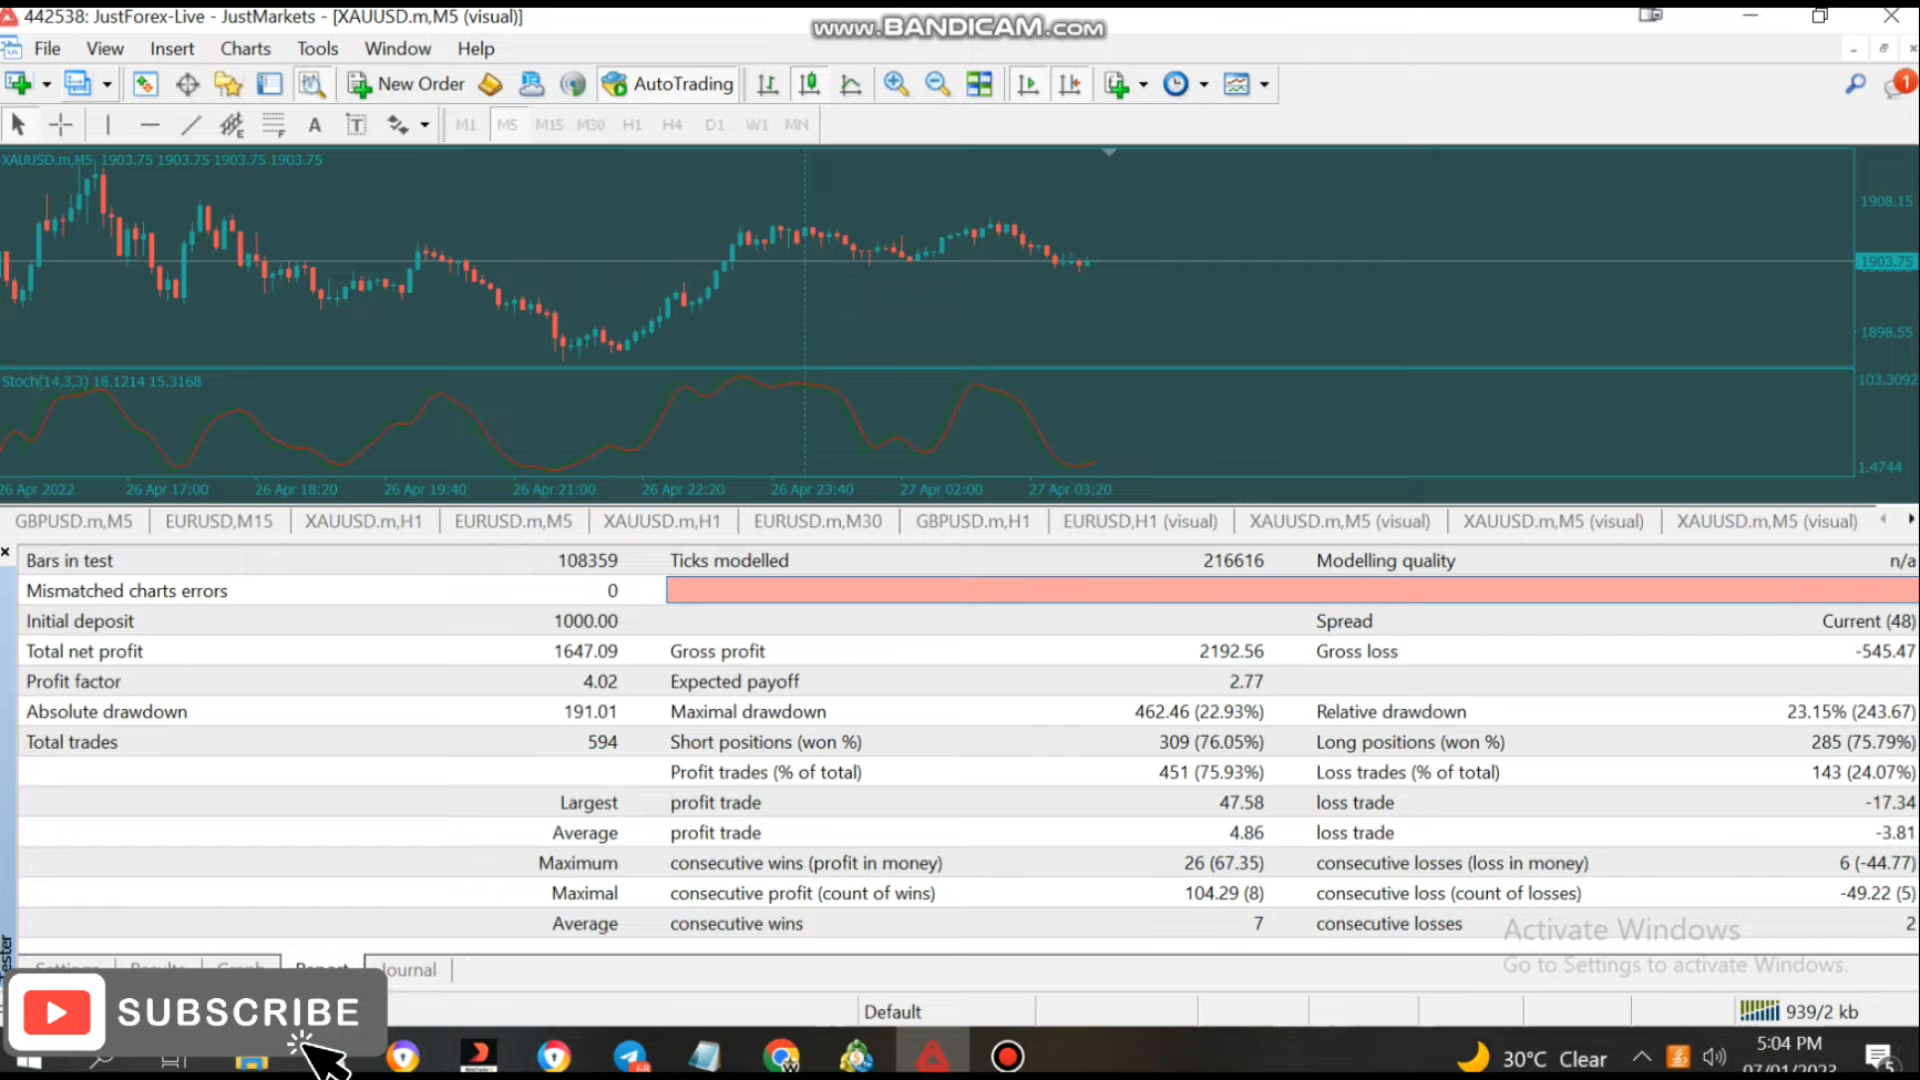 442538: JustForex-Live - JustMarkets - [XAUUSD.m,M5 (visual)]
www.BANDICAM.com
File View Insert Charts Tools Window Help
New Order AutoTrading 1
E F A T M1 M5 M15 M30 H1 H4 D1 W1 MN
XAUUSD.m,M5 1903.75 1903.75 1903.75 1903.75
1908.15
1903.75
1898.55
Stoch(14,3,3) 18.1214 15.3168
103.3092
1.4744
26 Apr 2022 26 Apr 17:00 26 Apr 18:20 26 Apr 19:40 26 Apr 21:00 26 Apr 22:20 26 Apr 23:40 27 Apr 02:00 27 Apr 03:20
GBPUSD.m,M5 EURUSD,M15 XAUUSD.m,H1 EURUSD.m,M5 XAUUSD.m,H1 EURUSD.m,M30 GBPUSD.m,H1 EURUSD,H1 (visual) XAUUSD.m,M5 (visual) XAUUSD.m,M5 (visual) XAUUSD.m,M5 (visual)
Bars in test 108359 Ticks modelled 216616 Modelling quality n/a
Mismatched charts errors 0
Initial deposit 1000.00 Spread Current (48)
Total net profit 1647.09 Gross profit 2192.56 Gross loss -545.47
Profit factor 4.02 Expected payoff 2.77
Absolute drawdown 191.01 Maximal drawdown 462.46 (22.93%) Relative drawdown 23.15% (243.67)
Total trades 594 Short positions (won %) 309 (76.05%) Long positions (won %) 285 (75.79%)
Profit trades (% of total) 451 (75.93%) Loss trades (% of total) 143 (24.07%)
Largest profit trade 47.58 loss trade -17.34
Average profit trade 4.86 loss trade -3.81
Maximum consecutive wins (profit in money) 26 (67.35) consecutive losses (loss in money) 6 (-44.77)
Maximal consecutive profit (count of wins) 104.29 (8) consecutive loss (count of losses) -49.22 (5)
Average consecutive wins 7 consecutive losses 2
Activate Windows
Go to Settings to activate Windows.
Settings Results Graph Report Journal
SUBSCRIBE
Default 939/2 kb
30°C Clear 5:04 PM
07/01/2023
5